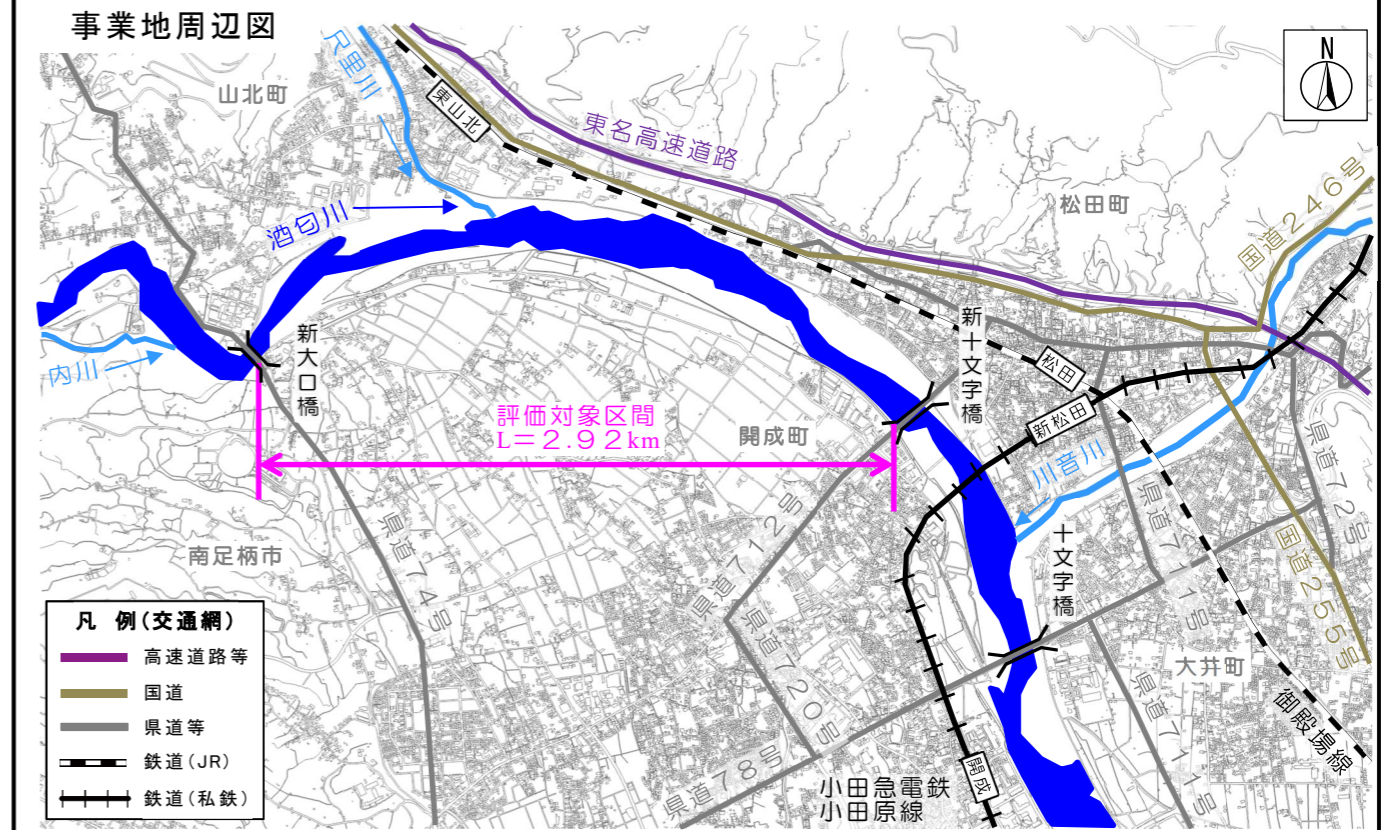 事業地周辺図
N
尺里川
山北町
東山北
東名高速道路
松田町
国道246号
酒匂川
内川
新大口橋
評価対象区間
L=2.92km
開成町
新十文字橋
松田
新松田
川音川
県道72号
県道711号
国道255号
南足柄市
県道74号
県道712号
県道720号
十文字橋
大井町
県道711号
御殿場線
県道78号
小田急電鉄
小田原線
開成
凡 例(交通網)
高速道路等
国道
県道等
鉄道(JR)
鉄道(私鉄)